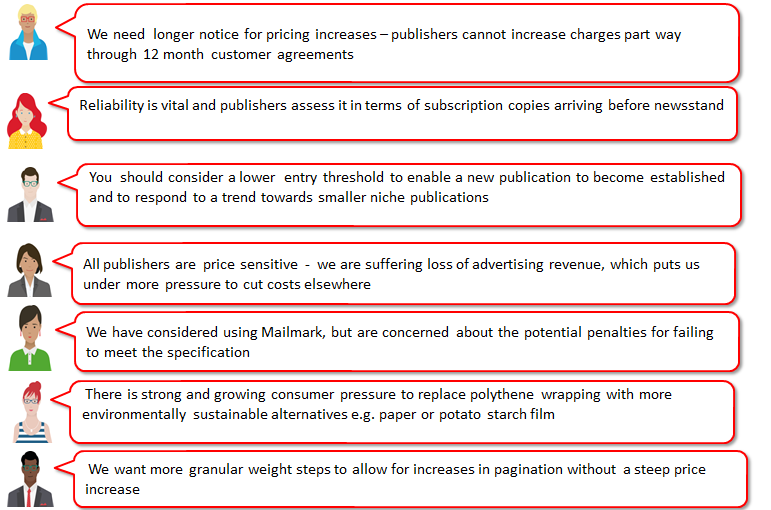 We need longer notice for pricing increases – publishers cannot increase charges part way
through 12 month customer agreements
Reliability is vital and publishers assess it in terms of subscription copies arriving before newsstand
You should consider a lower entry threshold to enable a new publication to become established
and to respond to a trend towards smaller niche publications
All publishers are price sensitive - we are suffering loss of advertising revenue, which puts us
under more pressure to cut costs elsewhere
We have considered using Mailmark, but are concerned about the potential penalties for failing
to meet the specification
There is strong and growing consumer pressure to replace polythene wrapping with more
environmentally sustainable alternatives e.g. paper or potato starch film
We want more granular weight steps to allow for increases in pagination without a steep price
increase